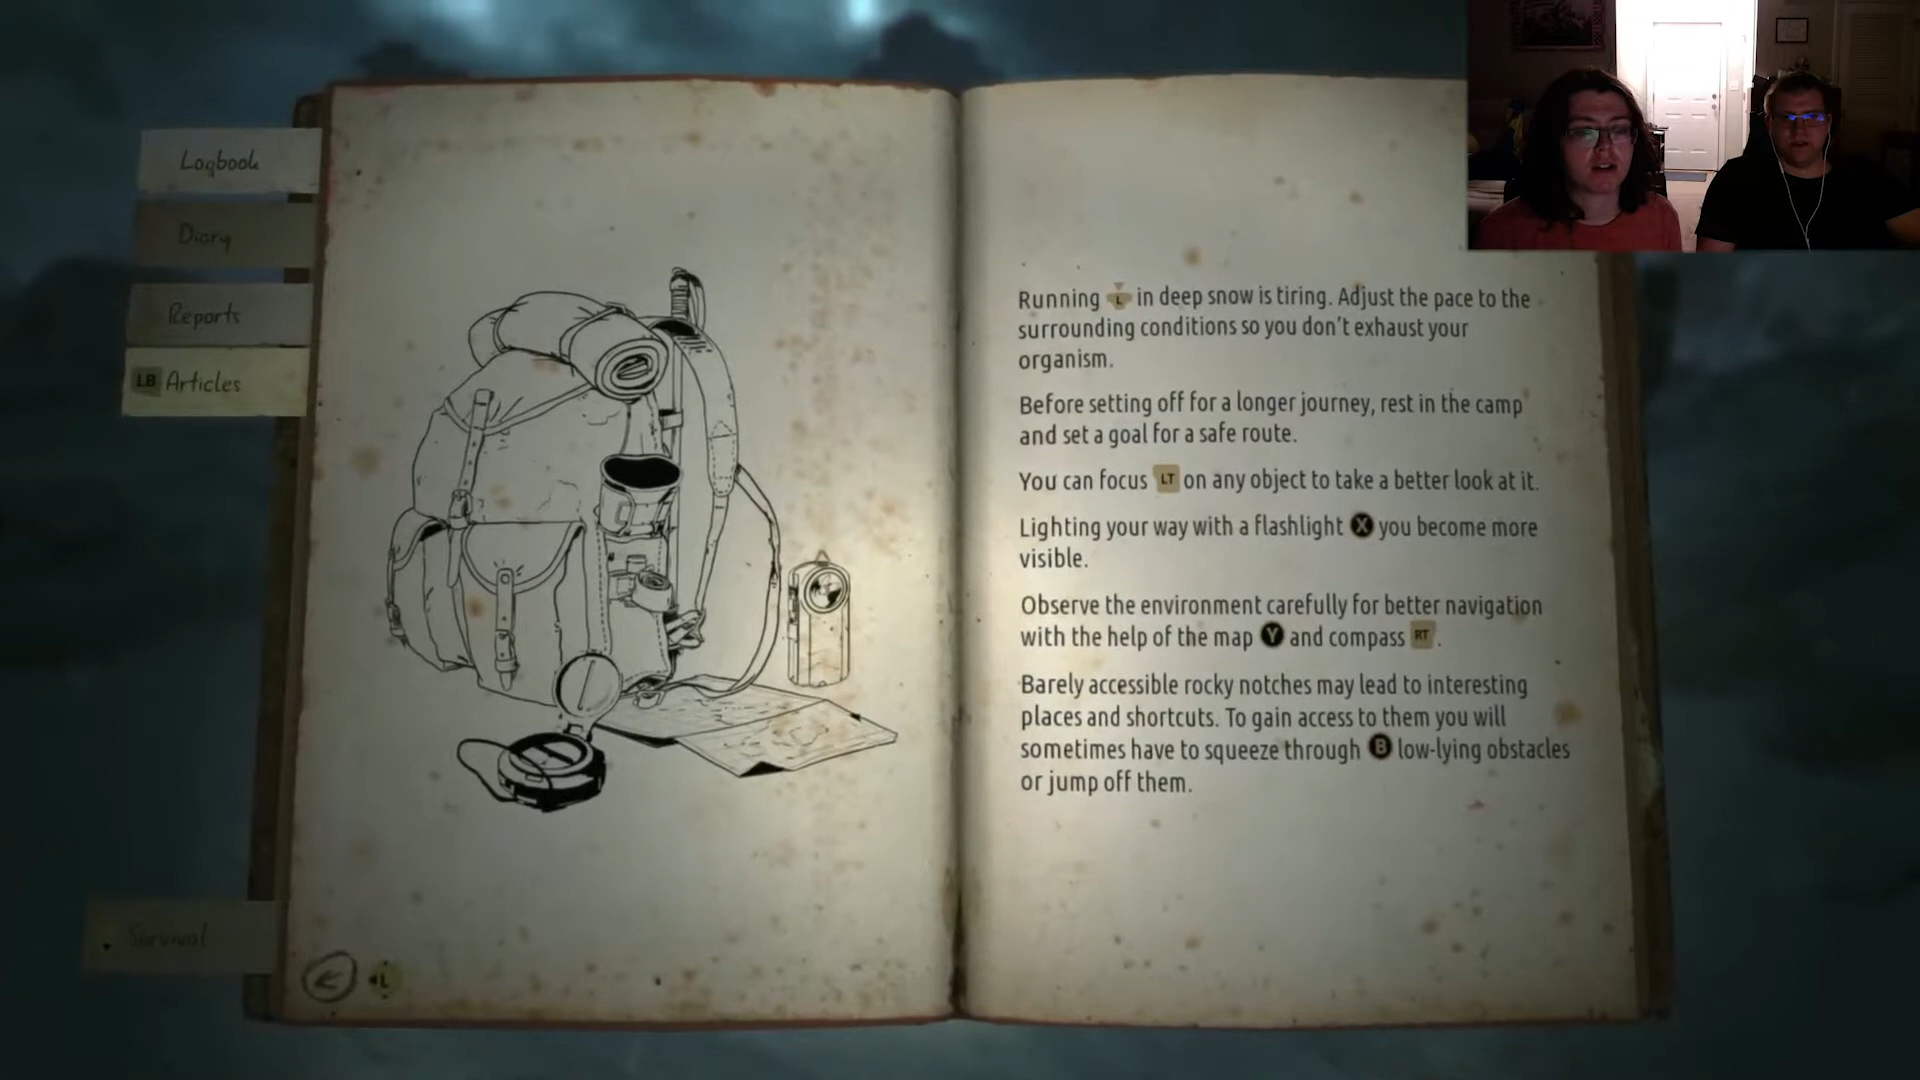 Logbook
Diary
Reports
LB Articles
Survival
L
Running L in deep snow is tiring. Adjust the pace to the
surrounding conditions so you don't exhaust your
organism.
Before setting off for a longer journey, rest in the camp
and set a goal for a safe route.
You can focus LT on any object to take a better look at it.
Lighting your way with a flashlight X you become more
visible.
Observe the environment carefully for better navigation
with the help of the map Y and compass RT.
Barely accessible rocky notches may lead to interesting
places and shortcuts. To gain access to them you will
sometimes have to squeeze through B low-lying obstacles
or jump off them.